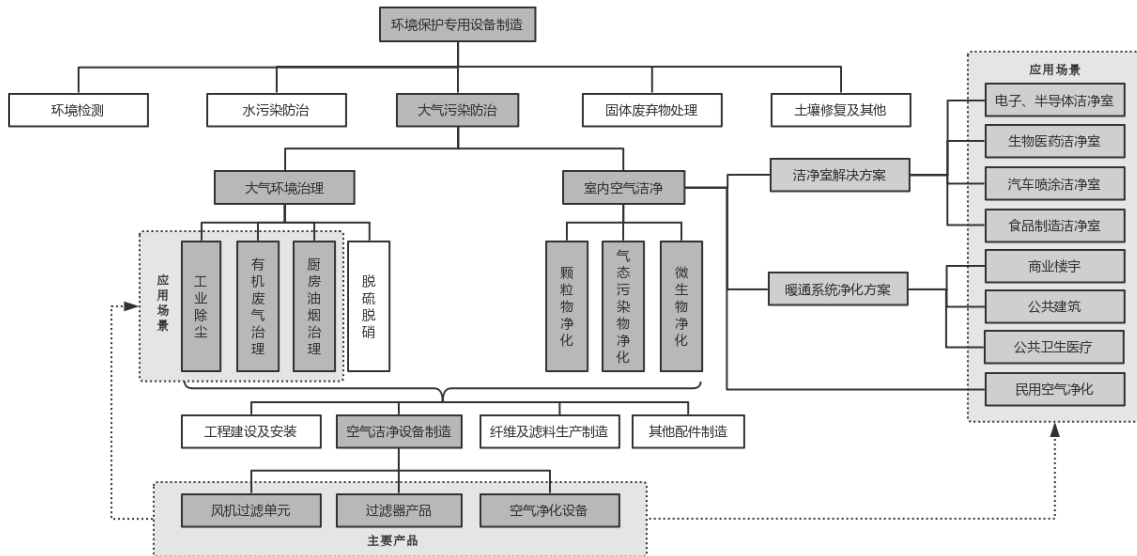 环境保护专用设备制造
环境检测
水污染防治
大气污染防治
固体废弃物处理
土壤修复及其他
大气环境治理
室内空气洁净
应用场景
工业除尘
有机废气治理
厨房油烟治理
脱硫脱硝
颗粒物净化
气态污染物净化
微生物净化
洁净室解决方案
暖通系统净化方案
应用场景
电子、半导体洁净室
生物医药洁净室
汽车喷涂洁净室
食品制造洁净室
商业楼宇
公共建筑
公共卫生医疗
民用空气净化
工程建设及安装
空气洁净设备制造
纤维及滤料生产制造
其他配件制造
风机过滤单元
过滤器产品
空气净化设备
主要产品